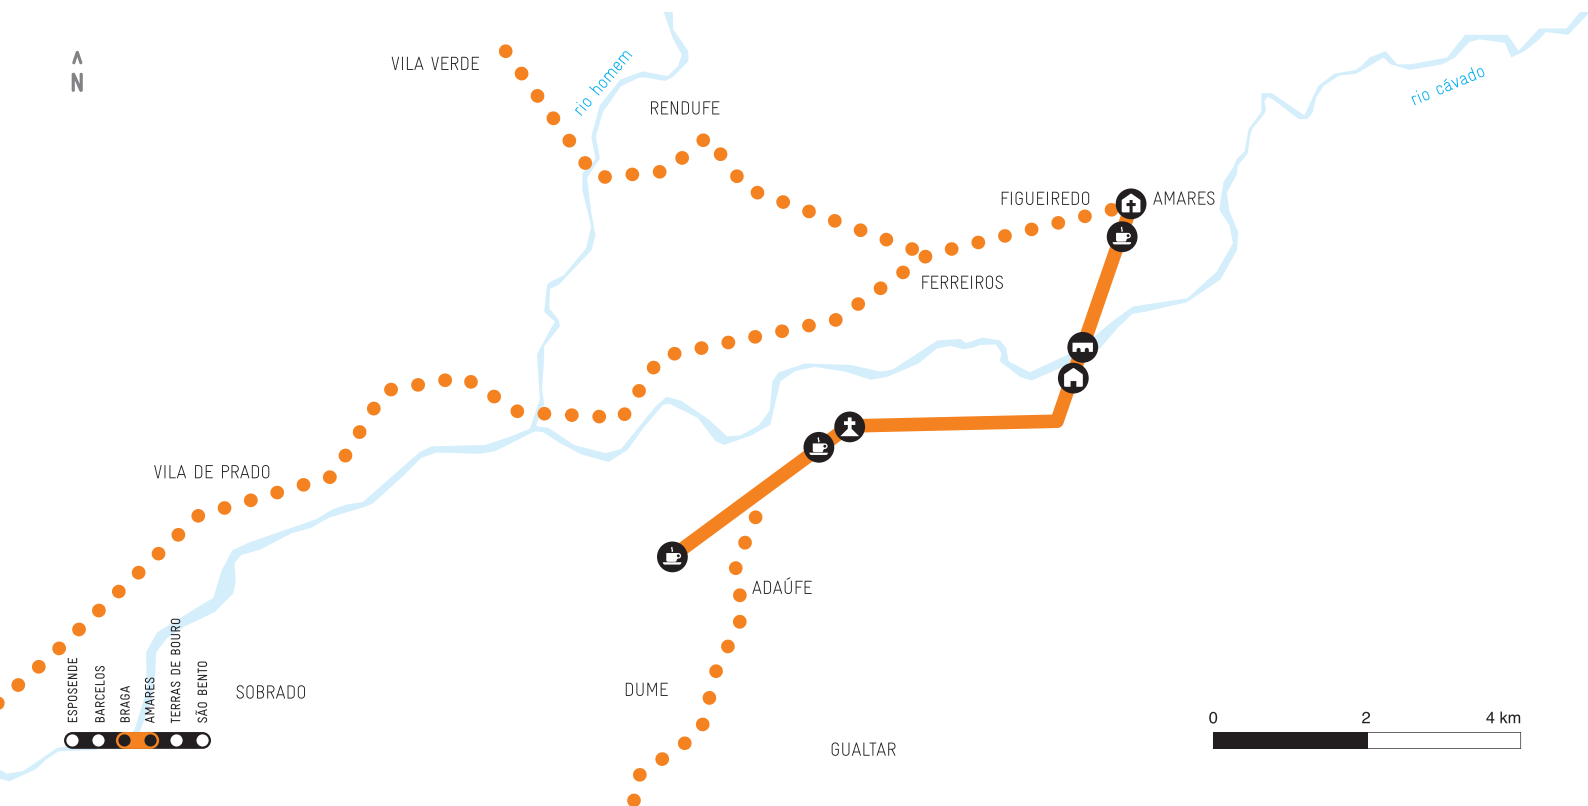 N
VILA VERDE
rio homem
RENDUFE
rio cávado
FIGUEIREDO
AMARES
FERREIROS
VILA DE PRADO
ADAÚFE
DUME
SOBRADO
GUALTAR
ESPOSENDE
BARCELOS
BRAGA
AMARES
TERRAS DE BOURO
SÃO BENTO
0 2 4 km